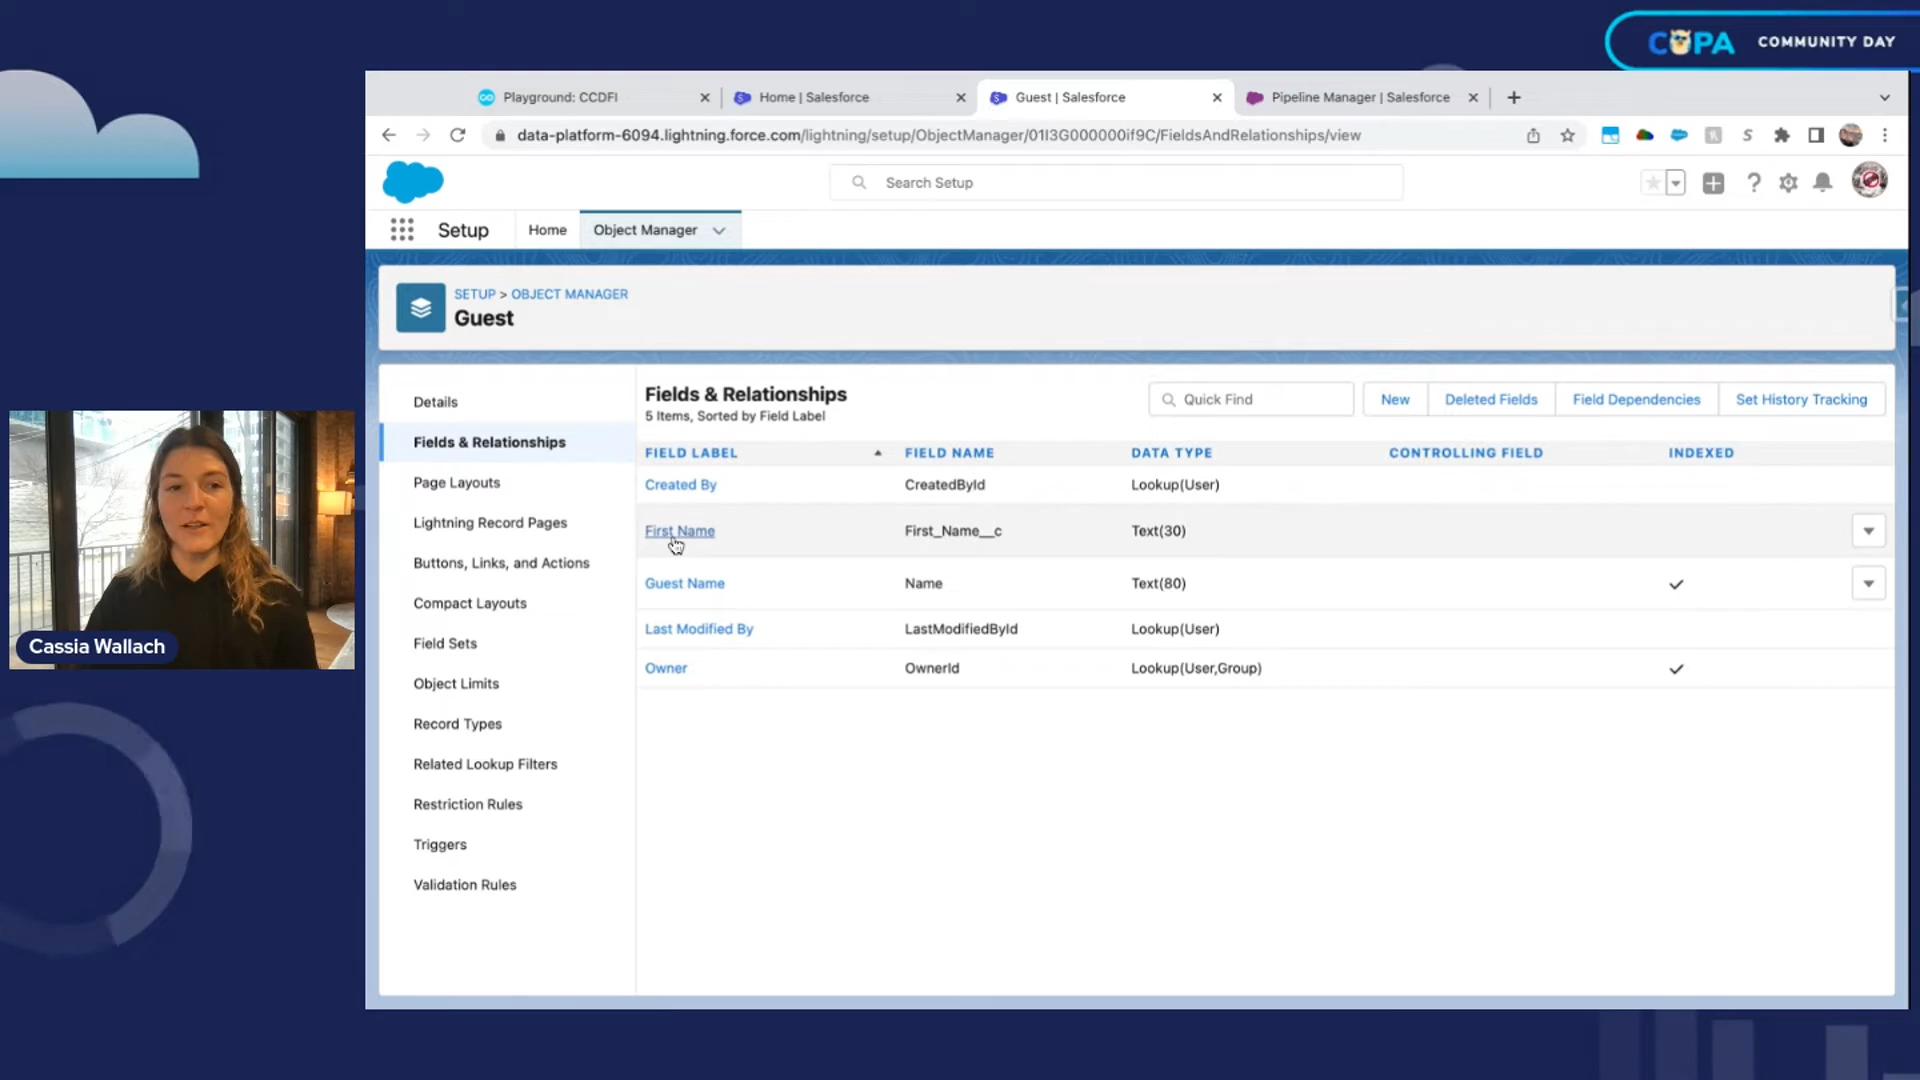 COPA COMMUNITY DAY
Playground: CCDFI
Home | Salesforce
Guest | Salesforce
Pipeline Manager | Salesforce
data-platform-6094.lightning.force.com/lightning/setup/ObjectManager/01I3G000000if9C/FieldsAndRelationships/view
Search Setup
Setup
Home
Object Manager
SETUP > OBJECT MANAGER
Guest
Details
Fields & Relationships
Page Layouts
Lightning Record Pages
Buttons, Links, and Actions
Compact Layouts
Field Sets
Object Limits
Record Types
Related Lookup Filters
Restriction Rules
Triggers
Validation Rules
Fields & Relationships
5 Items, Sorted by Field Label
Quick Find
New
Deleted Fields
Field Dependencies
Set History Tracking
FIELD LABEL FIELD NAME DATA TYPE CONTROLLING FIELD INDEXED
Created By CreatedById Lookup(User)
First Name First_Name__c Text(30)
Guest Name Name Text(80)
Last Modified By LastModifiedById Lookup(User)
Owner OwnerId Lookup(User,Group)
Cassia Wallach